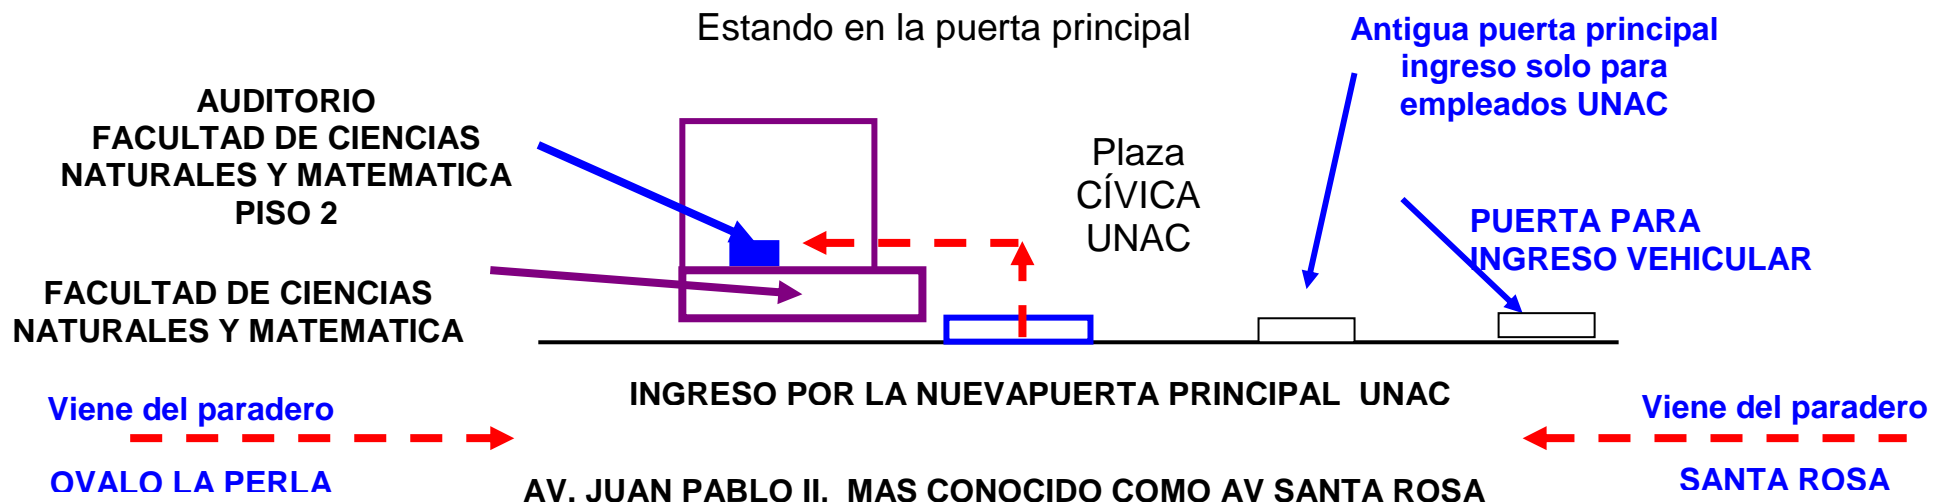 Estando en la puerta principal
Antigua puerta principal
ingreso solo para
empleados UNAC
AUDITORIO
FACULTAD DE CIENCIAS
NATURALES Y MATEMATICA
PISO 2
Plaza
CÍVICA
UNAC
PUERTA PARA
INGRESO VEHICULAR
FACULTAD DE CIENCIAS
NATURALES Y MATEMATICA
INGRESO POR LA NUEVAPUERTA PRINCIPAL UNAC
Viene del paradero
OVALO LA PERLA
Viene del paradero
SANTA ROSA
AV. JUAN PABLO II. MAS CONOCIDO COMO AV SANTA ROSA